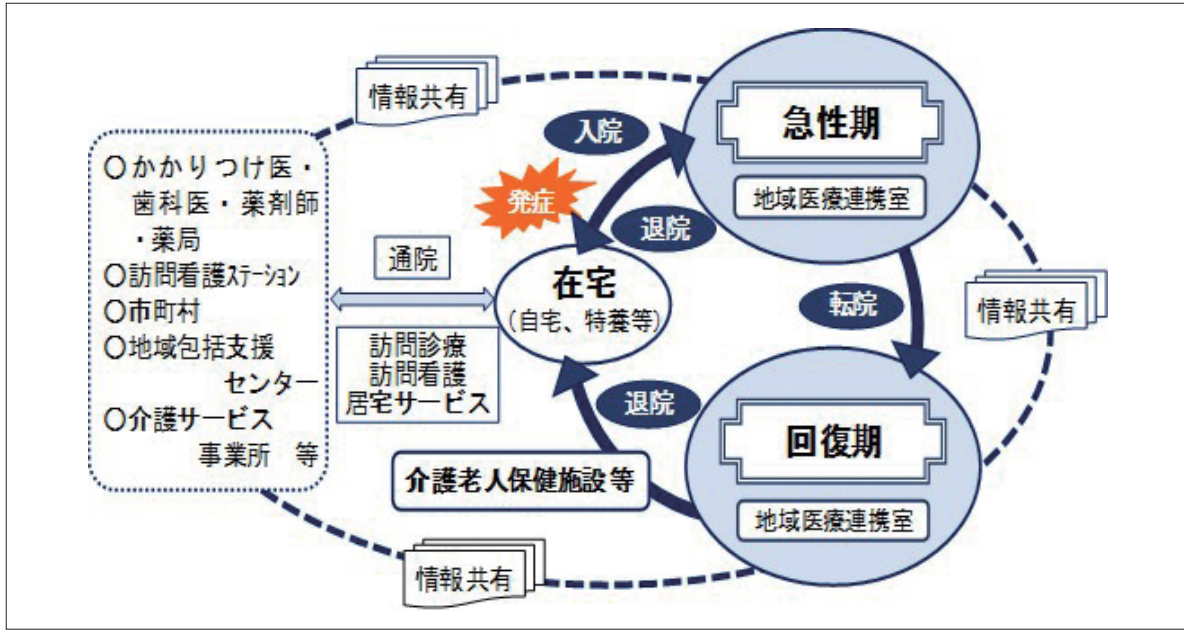 情報共有
急性期
地域医療連携室
入院
発症
退院
〇かかりつけ医・
歯科医・薬剤師
・薬局
〇訪問看護ｽﾃｰｼｮﾝ
〇市町村
〇地域包括支援
センター
〇介護サービス
事業所　等
通院
訪問診療
訪問看護
居宅サービス
在宅
（自宅、特養等）
転院
情報共有
退院
回復期
地域医療連携室
介護老人保健施設等
情報共有